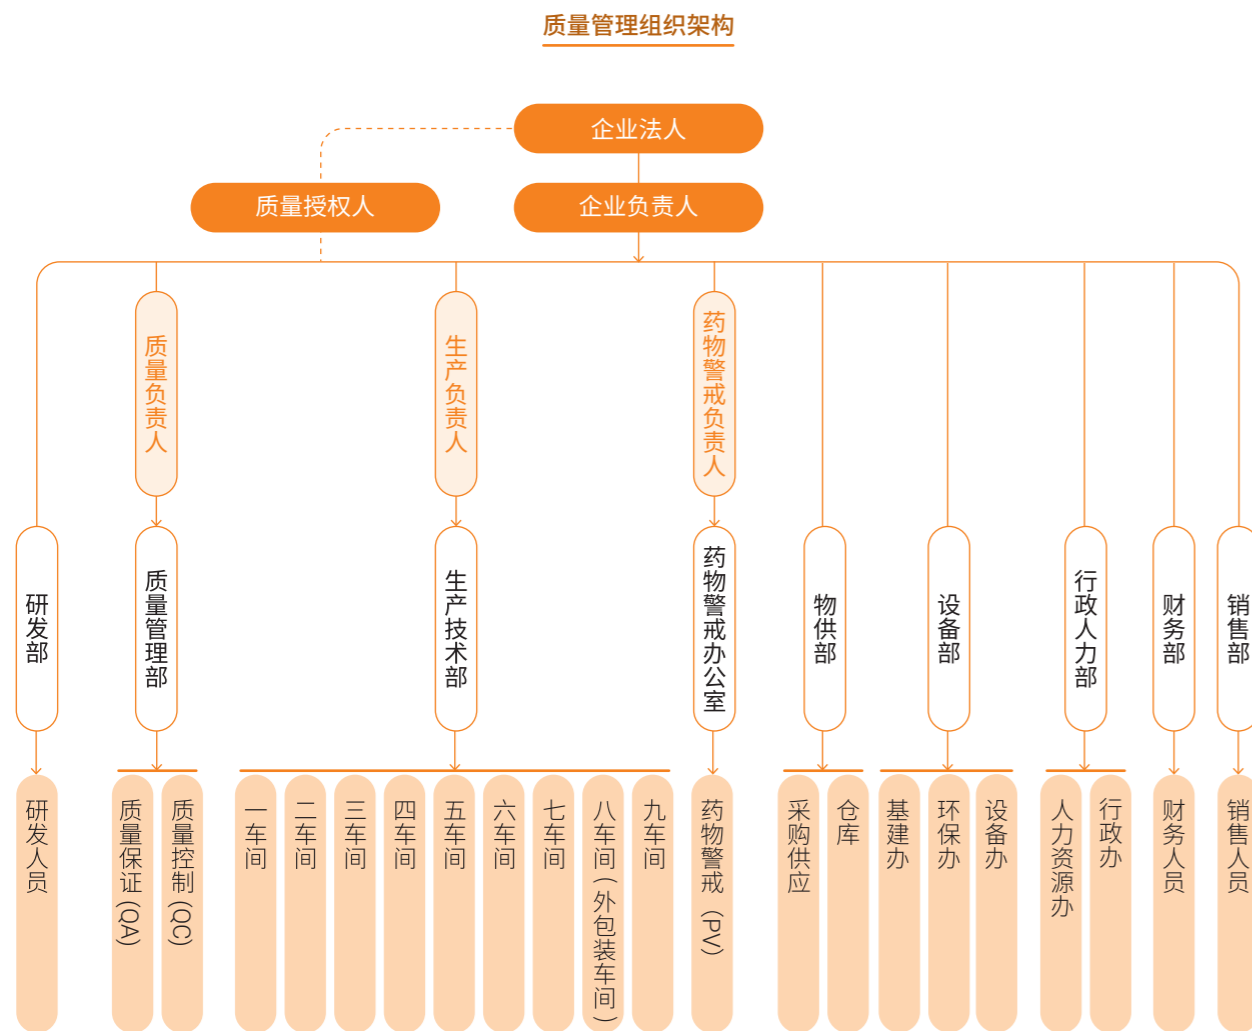 质量管理组织架构
企业法人
质量授权人
企业负责人
质量负责人
生产负责人
药物警戒负责人
研发部
质量管理部
生产技术部
药物警戒办公室
物供部
设备部
行政人力部
财务部
销售部
研发人员
质量保证(QA)
质量控制(QC)
一车间
二车间
三车间
四车间
五车间
六车间
七车间
八车间(外包装车间)
九车间
药物警戒(PV)
采购供应
仓库
基建办
环保办
设备办
人力资源办
行政办
财务人员
销售人员